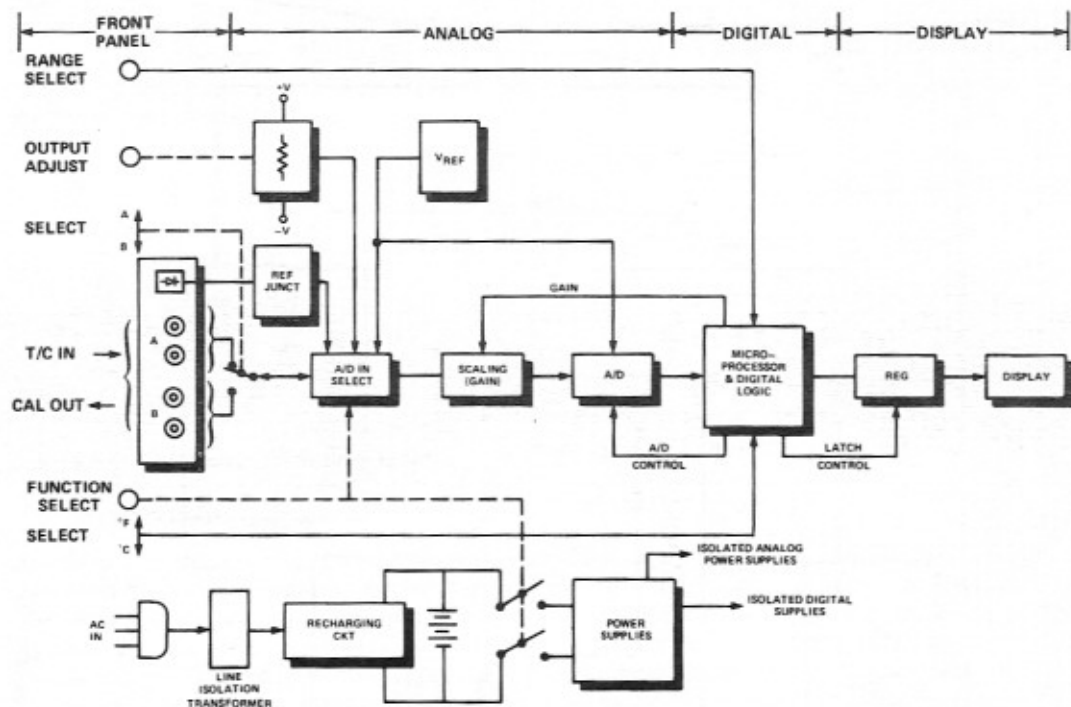 FRONT
PANEL
ANALOG
DIGITAL
DISPLAY
RANGE
SELECT
+V
OUTPUT
ADJUST
VREF
-V
SELECT
A
B
REF
JUNCT
GAIN
T/C IN
A
A/D IN
SELECT
SCALING
(GAIN)
A/D
MICRO-
PROCESSOR
& DIGITAL
LOGIC
REG
DISPLAY
CAL OUT
B
A/D
CONTROL
LATCH
CONTROL
FUNCTION
SELECT
SELECT
°F
°C
ISOLATED ANALOG
POWER SUPPLIES
ISOLATED DIGITAL
SUPPLIES
AC
IN
RECHARGING
CKT
POWER
SUPPLIES
LINE
ISOLATION
TRANSFORMER